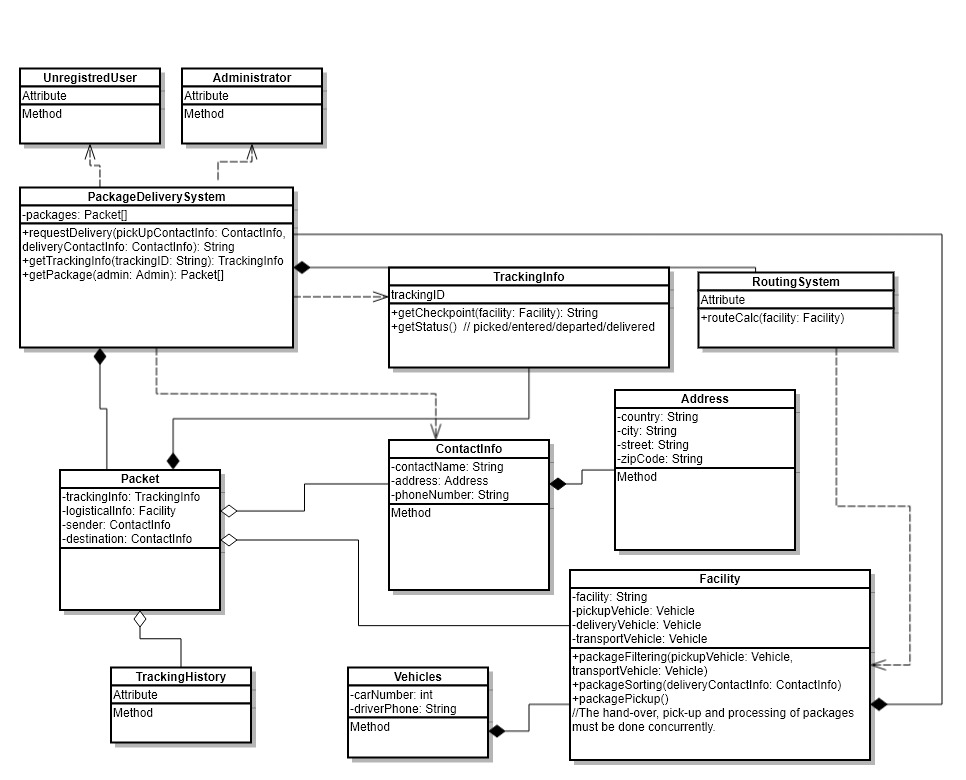 UnregistredUser
Attribute
Method
Administrator
Attribute
Method
PackageDeliverySystem
-packages: Packet[]
+requestDelivery(pickUpContactInfo: ContactInfo,
deliveryContactInfo: ContactInfo): String
+getTrackingInfo(trackingID: String): TrackingInfo
+getPackage(admin: Admin): Packet[]
TrackingInfo
trackingID
+getCheckpoint(facility: Facility): String
+getStatus()  // picked/entered/departed/delivered
RoutingSystem
Attribute
+routeCalc(facility: Facility)
Address
-country: String
-city: String
-street: String
-zipCode: String
Method
ContactInfo
-contactName: String
-address: Address
-phoneNumber: String
Method
Packet
-trackingInfo: TrackingInfo
-logisticalInfo: Facility
-sender: ContactInfo
-destination: ContactInfo
Facility
-facility: String
-pickupVehicle: Vehicle
-deliveryVehicle: Vehicle
-transportVehicle: Vehicle
+packageFiltering(pickupVehicle: Vehicle,
transportVehicle: Vehicle)
+packageSorting(deliveryContactInfo: ContactInfo)
+packagePickup()
//The hand-over, pick-up and processing of packages
must be done concurrently.
TrackingHistory
Attribute
Method
Vehicles
-carNumber: int
-driverPhone: String
Method